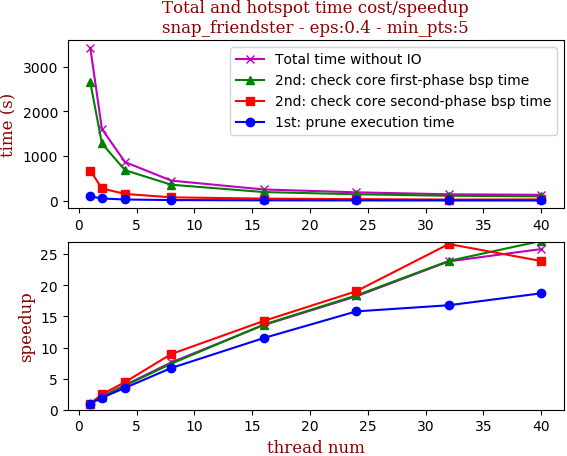 Total and hotspot time cost/speedup
snap_friendster - eps:0.4 - min_pts:5
time (s)
3000
2000
1000
0
Total time without IO
2nd: check core first-phase bsp time
2nd: check core second-phase bsp time
1st: prune execution time
0 5 10 15 20 25 30 35 40
speedup
25
20
15
10
5
0
0 5 10 15 20 25 30 35 40
thread num